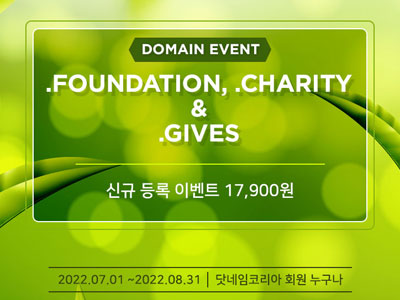 DOMAIN EVENT
.FOUNDATION, .CHARITY
&
.GIVES
신규 등록 이벤트 17,900원
2022.07.01 ~2022.08.31 | 닷네임코리아 회원 누구나